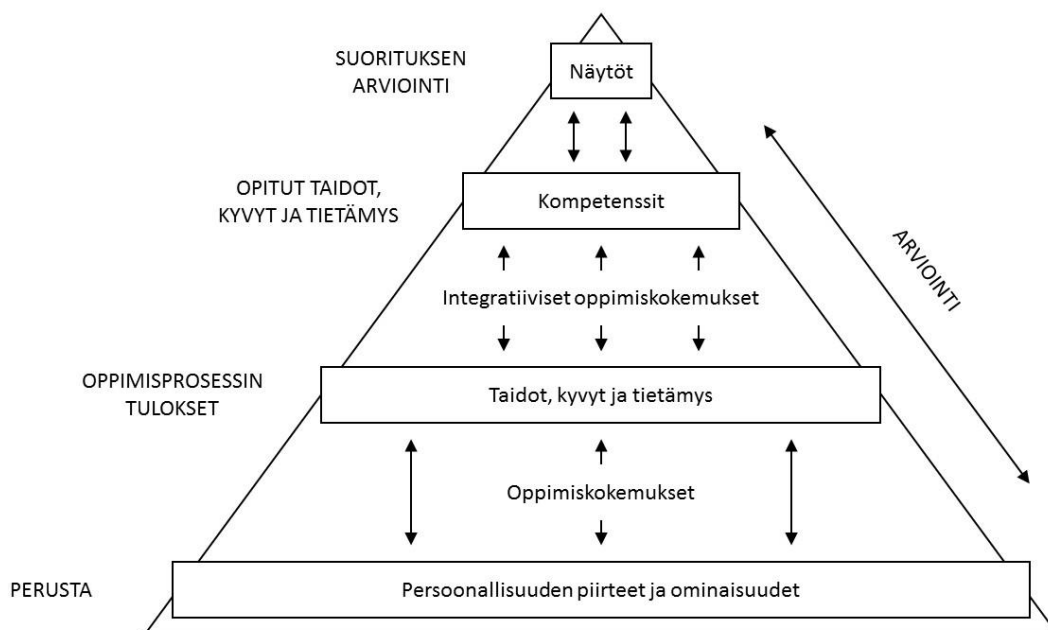 SUORITUKSEN
ARVIOINTI
Näytöt
OPITUT TAIDOT,
KYVYT JA TIETÄMYS
Kompetenssit
ARVIOINTI
Integratiiviset oppimiskokemukset
OPPIMISPROSESSIN
TULOKSET
Taidot, kyvyt ja tietämys
Oppimiskokemukset
PERUSTA
Persoonallisuuden piirteet ja ominaisuudet